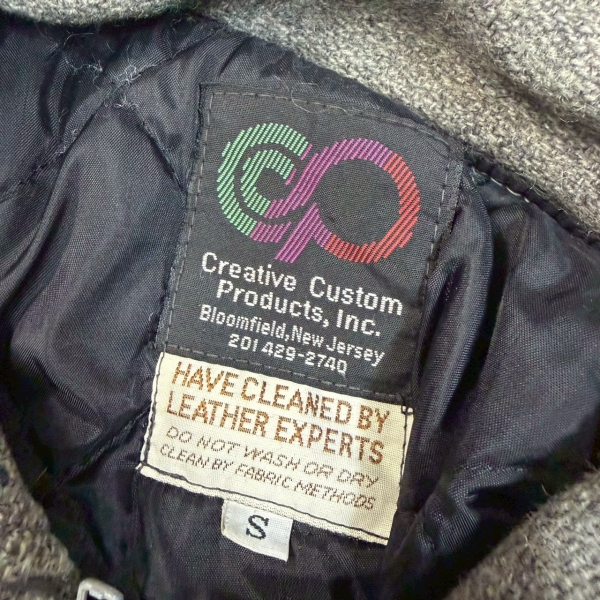 CCP
Creative Custom
Products, Inc.
Bloomfield, New Jersey
201 429-2740
HAVE CLEANED BY
LEATHER EXPERTS
DO NOT WASH OR DRY
CLEAN BY FABRIC METHODS
S